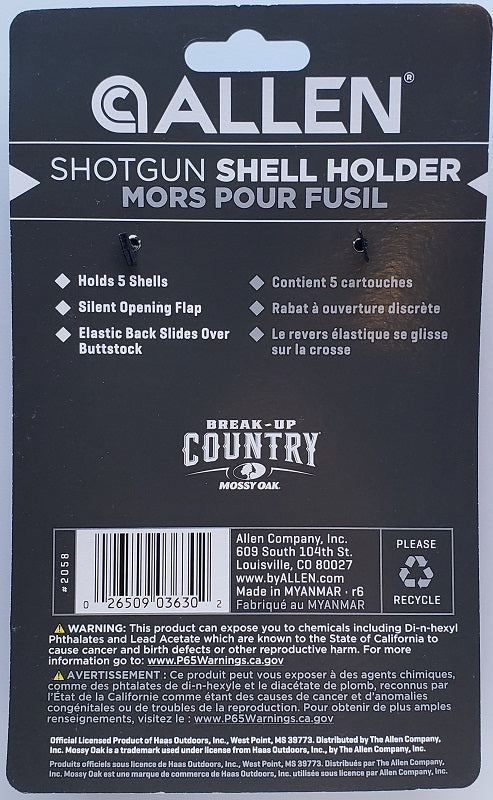 ALLEN®
SHOTGUN SHELL HOLDER
MORS POUR FUSIL
Holds 5 Shells
Silent Opening Flap
Elastic Back Slides Over
Buttstock
Contient 5 cartouches
Rabat à ouverture discrète
Le revers élastique se glisse
sur la crosse
BREAK-UP
COUNTRY
MOSSY OAK.
#2058
0 26509 03630 2
Allen Company, Inc.
609 South 104th St.
Louisville, CO 80027
www.byALLEN.com
Made in MYANMAR · r6
Fabriqué au MYANMAR
PLEASE
RECYCLE
⚠ WARNING: This product can expose you to chemicals including Di-n-hexyl
Phthalates and Lead Acetate which are known to the State of California to
cause cancer and birth defects or other reproductive harm. For more
information go to: www.P65Warnings.ca.gov
⚠ AVERTISSEMENT : Ce produit peut vous exposer à des agents chimiques,
comme des phtalates de di-n-hexyle et le diacétate de plomb, reconnus par
l'État de la Californie comme étant des causes de cancer et d'anomalies
congénitales ou de troubles de la reproduction. Pour obtenir de plus amples
renseignements, visitez le : www.P65Warnings.ca.gov
Official Licensed Product of Haas Outdoors, Inc., West Point, MS 39773. Distributed by The Allen Company,
Inc. Mossy Oak is a trademark used under license from Haas Outdoors, Inc., by The Allen Company, Inc.
Produits officiels sous licence de Haas Outdoors, Inc., West Point, MS 39773. Distribués par The Allen Company,
Inc. Mossy Oak est une marque de commerce de Haas Outdoors, Inc. utilisée sous licence par Allen Company, Inc.